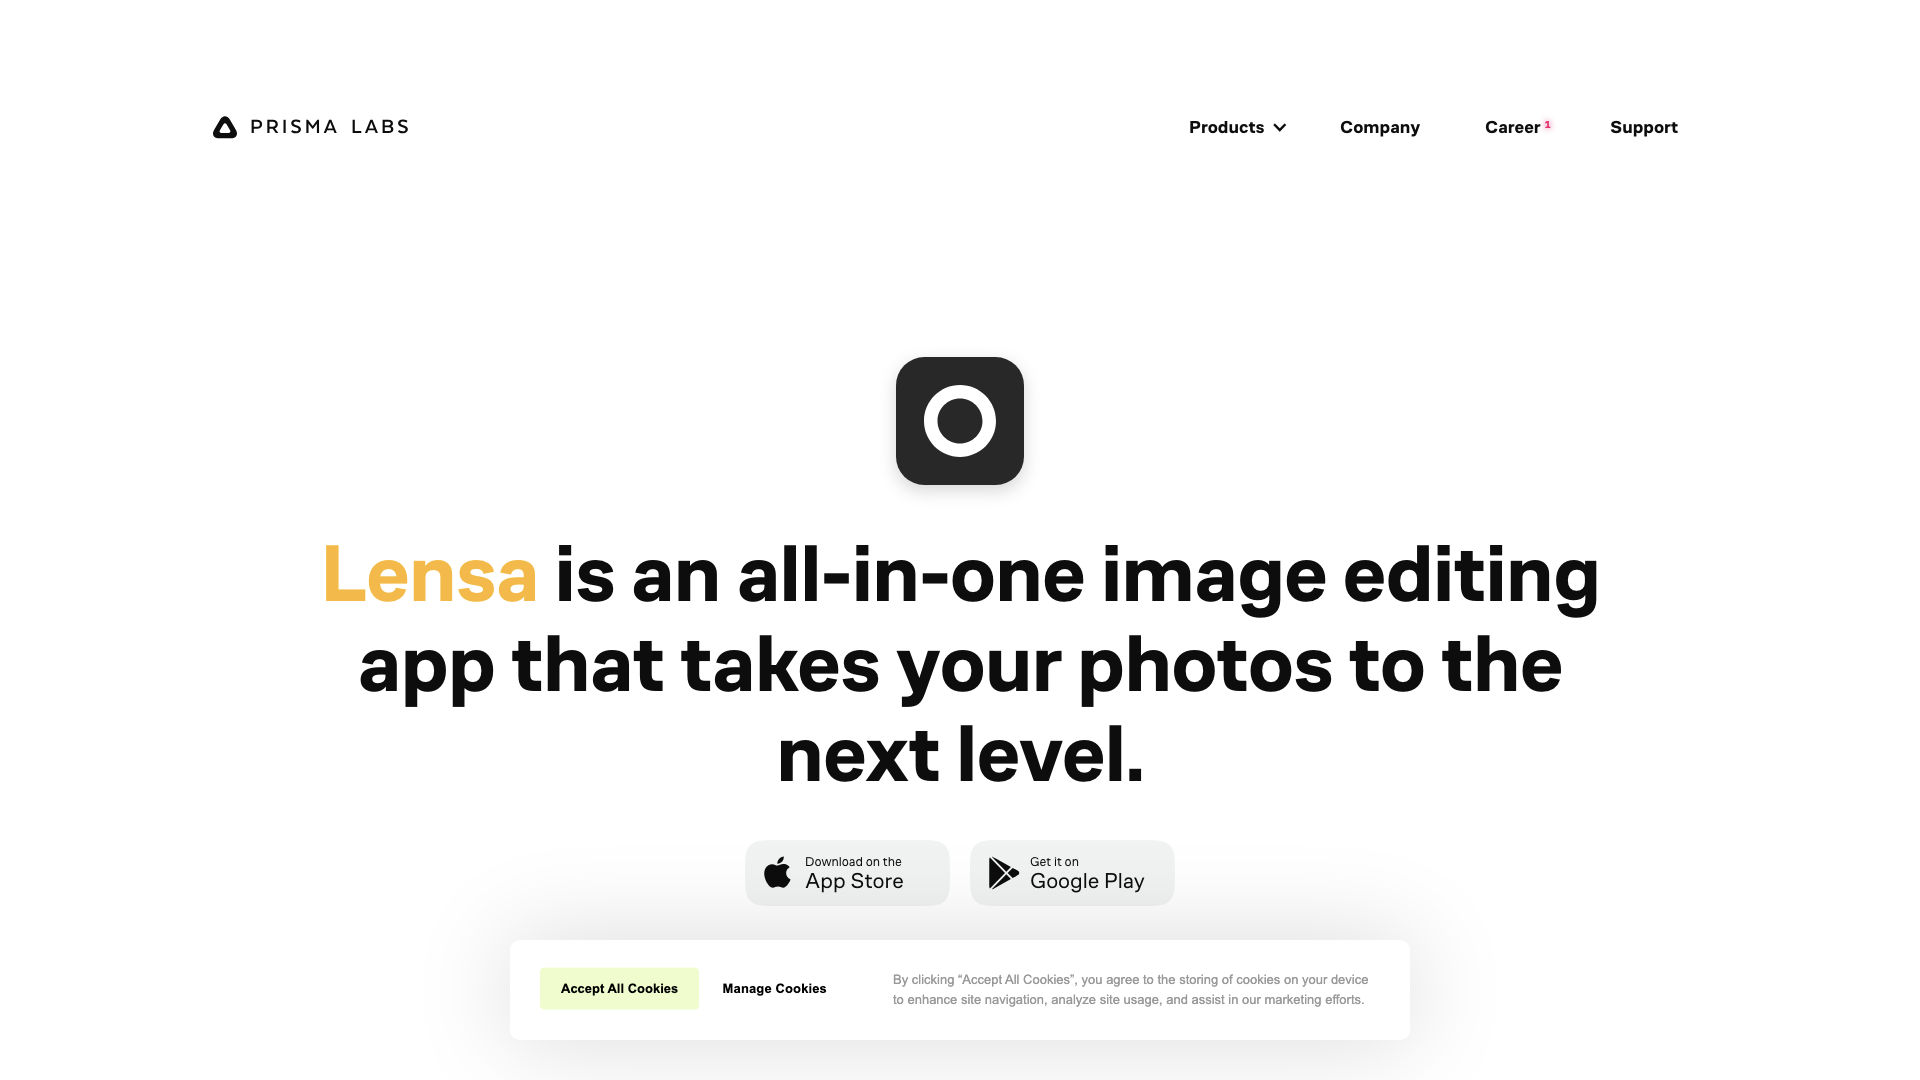 PRISMA LABS
Products
Company
Career 1
Support
Lensa is an all-in-one image editing
app that takes your photos to the
next level.
Download on the
App Store
Get it on
Google Play
Accept All Cookies
Manage Cookies
By clicking “Accept All Cookies”, you agree to the storing of cookies on your device
to enhance site navigation, analyze site usage, and assist in our marketing efforts.